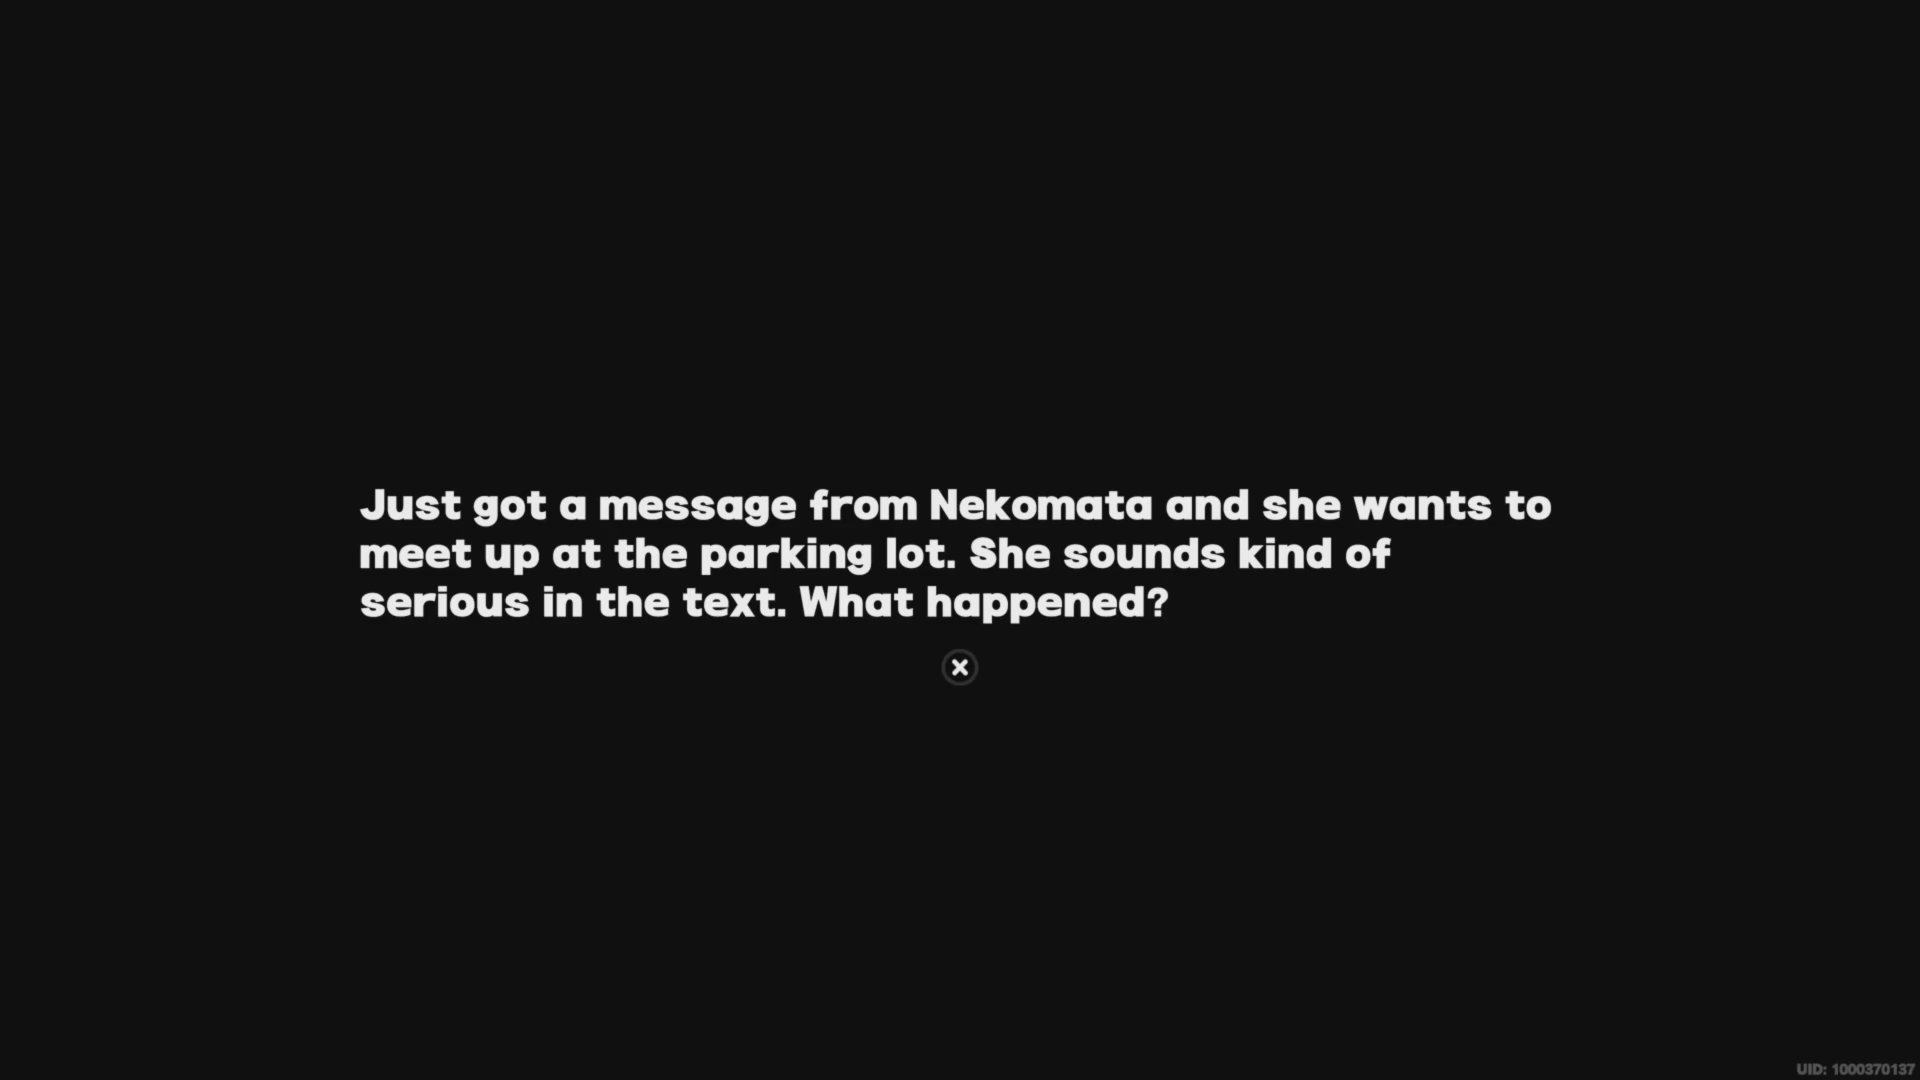 Just got a message from Nekomata and she wants to
meet up at the parking lot. She sounds kind of
serious in the text. What happened?
UID: 1000370137